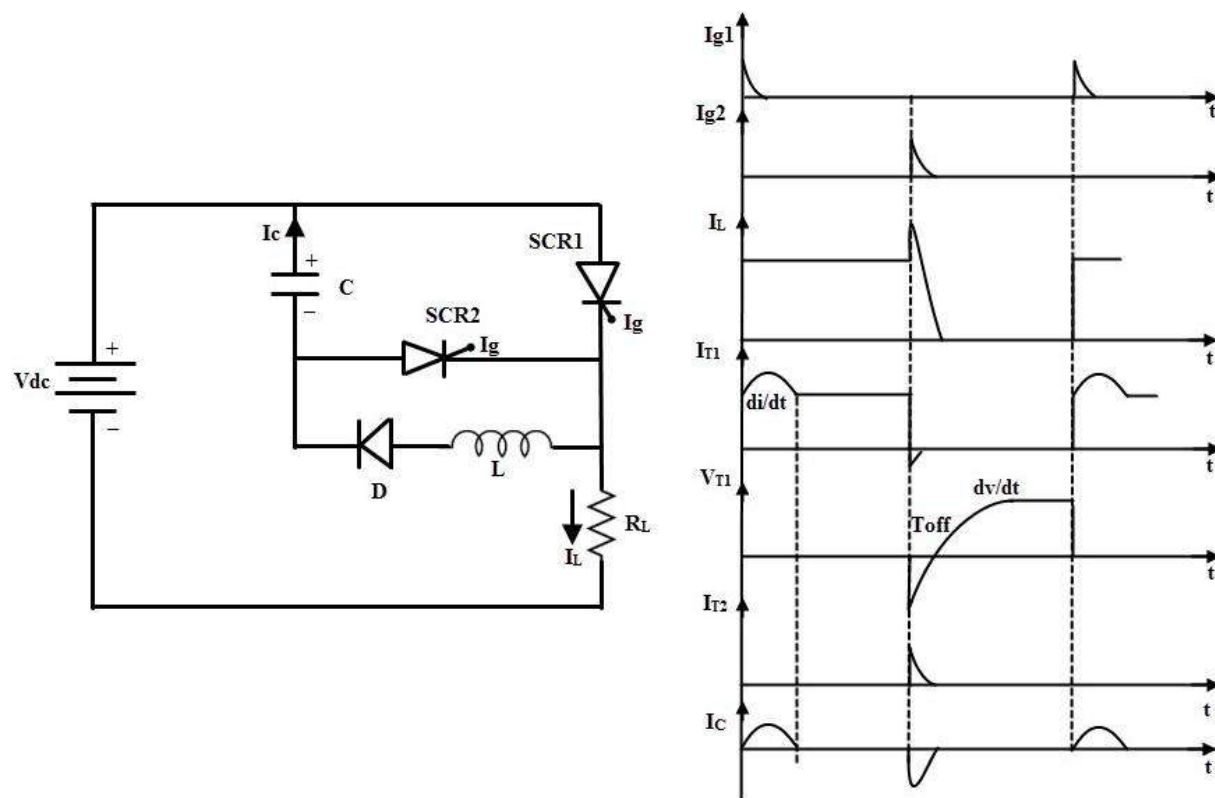 Ig1
t
Ig2
t
IL
IT1
t
di/dt
VT1
t
dv/dt
Toff
IT2
t
IC
t
t
Ic
+
C
−
SCR1
Ig
SCR2
Ig
Vdc
+
−
D
L
RL
IL